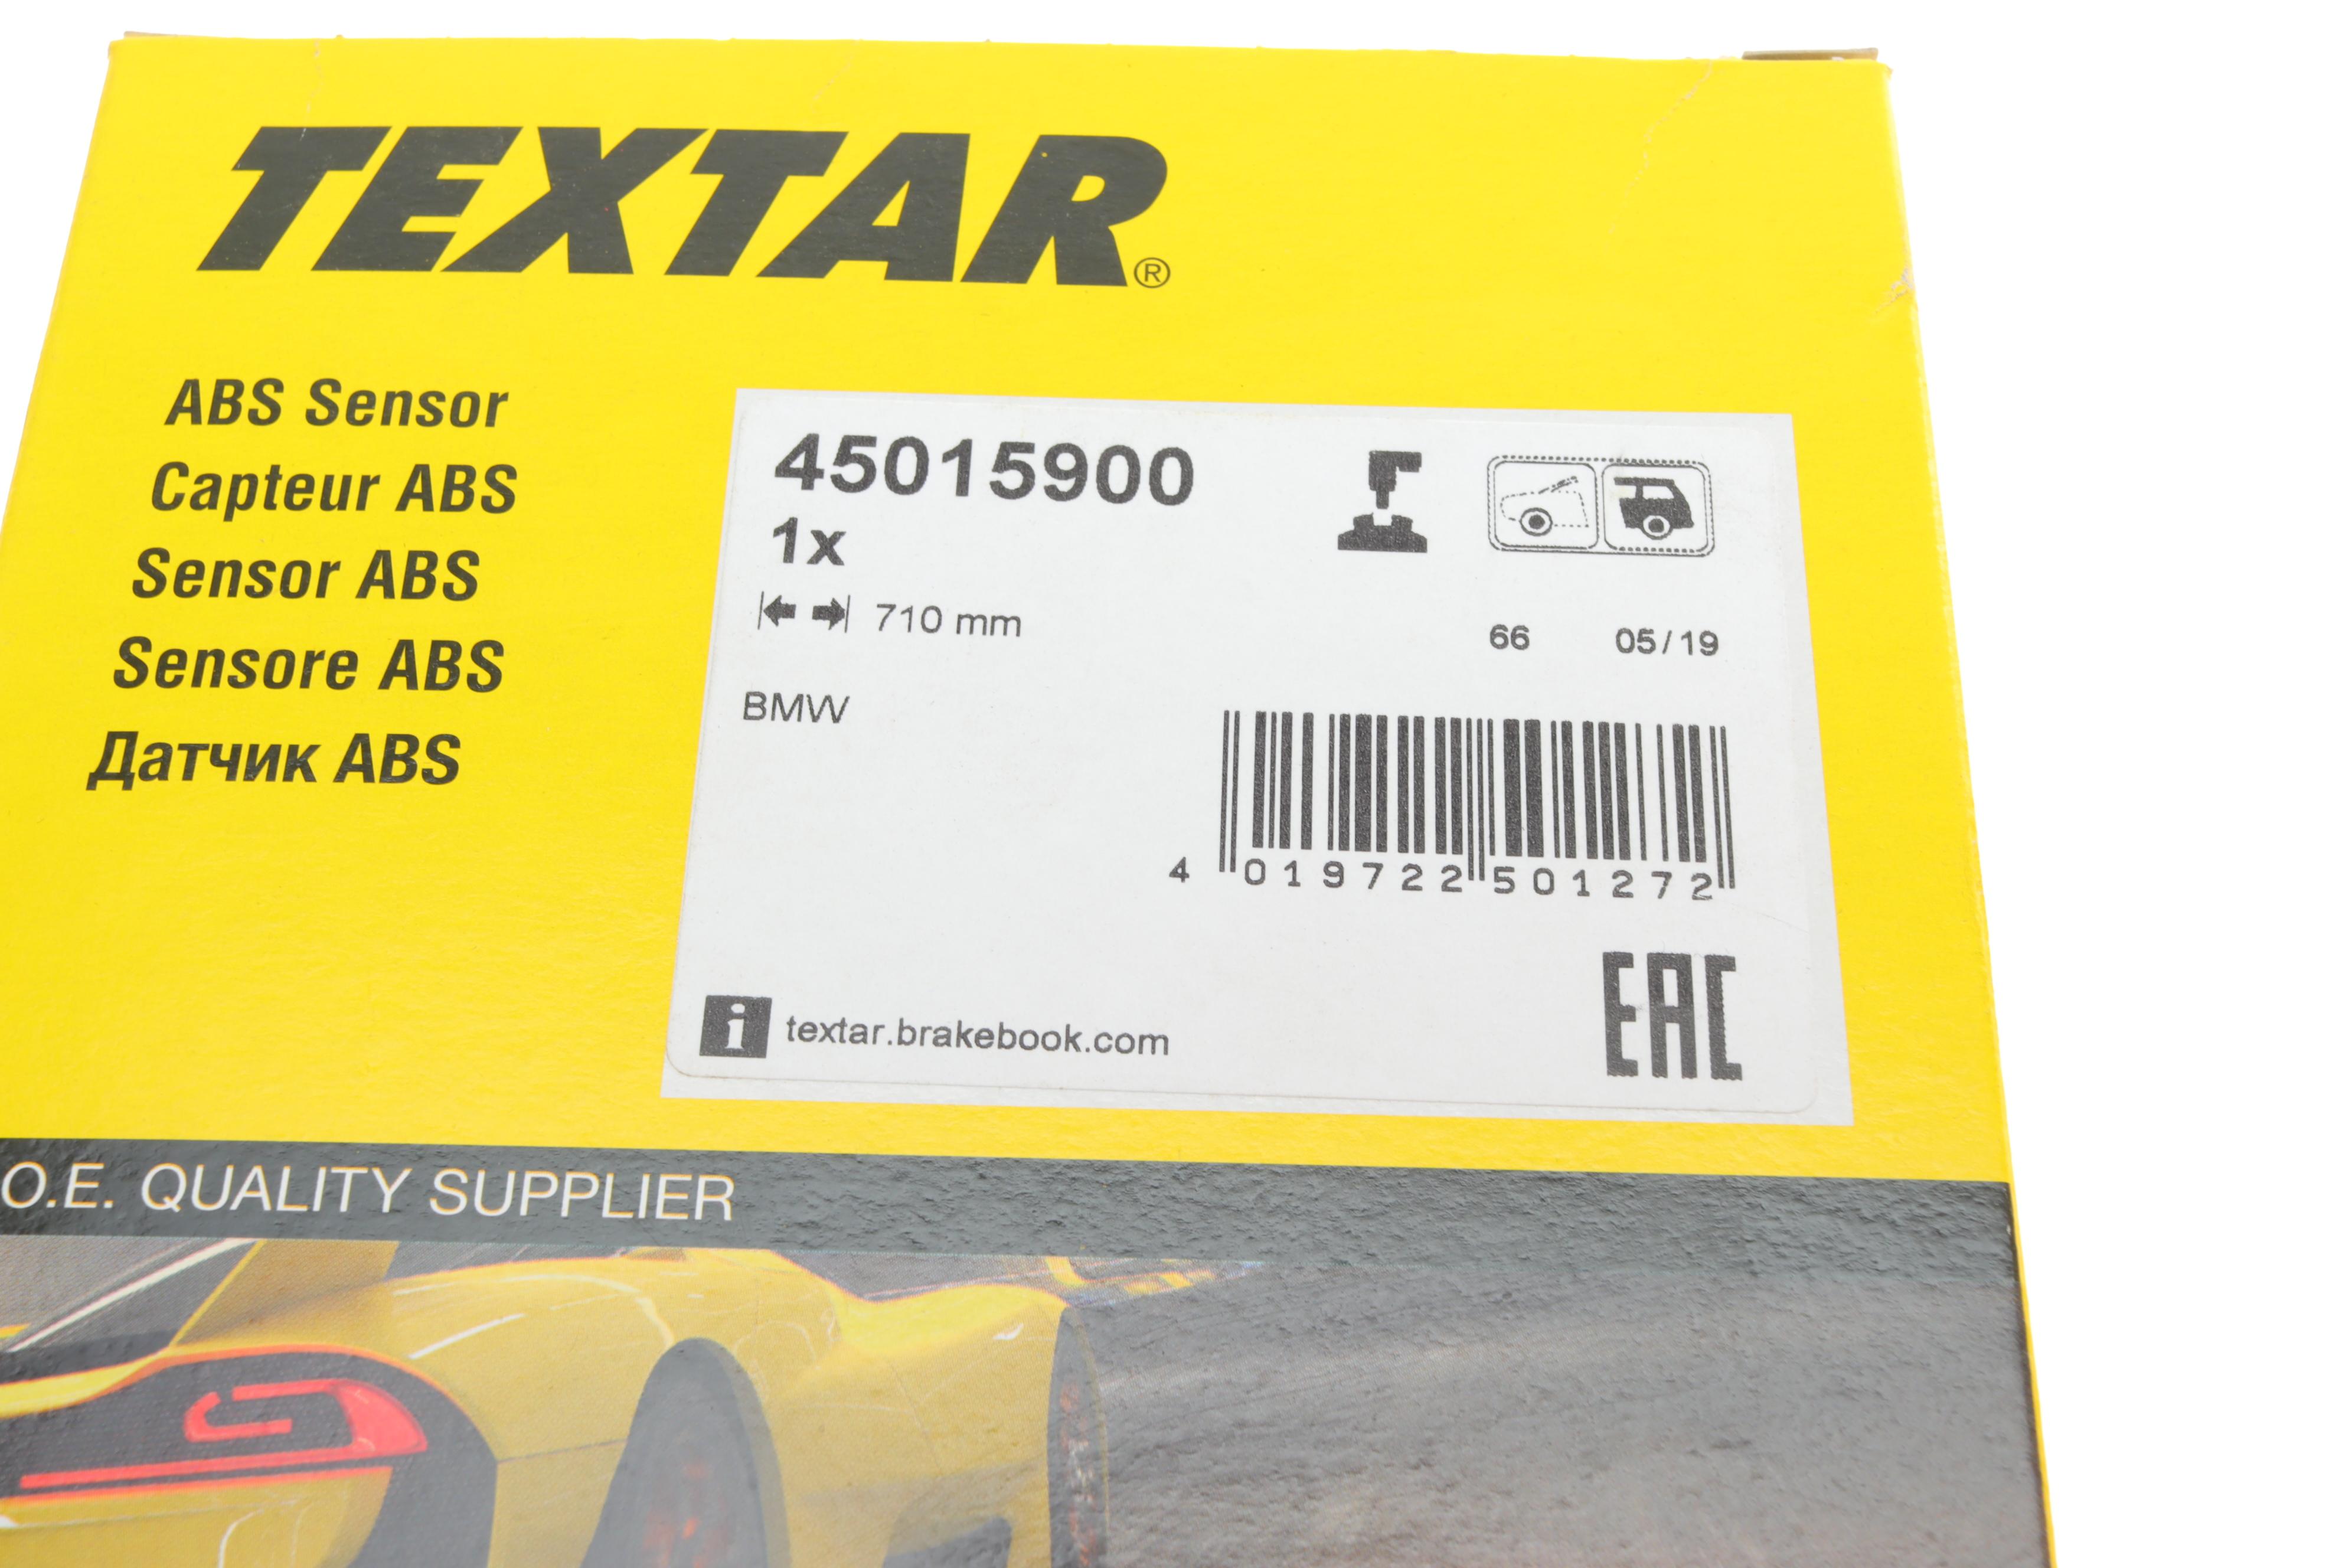 TEXTAR®
ABS Sensor
Capteur ABS
Sensor ABS
Sensore ABS
Датчик ABS
45015900
1x
710 mm
66 05/19
BMW
4 019722 501272
i textar.brakebook.com
EAC
O.E. QUALITY SUPPLIER